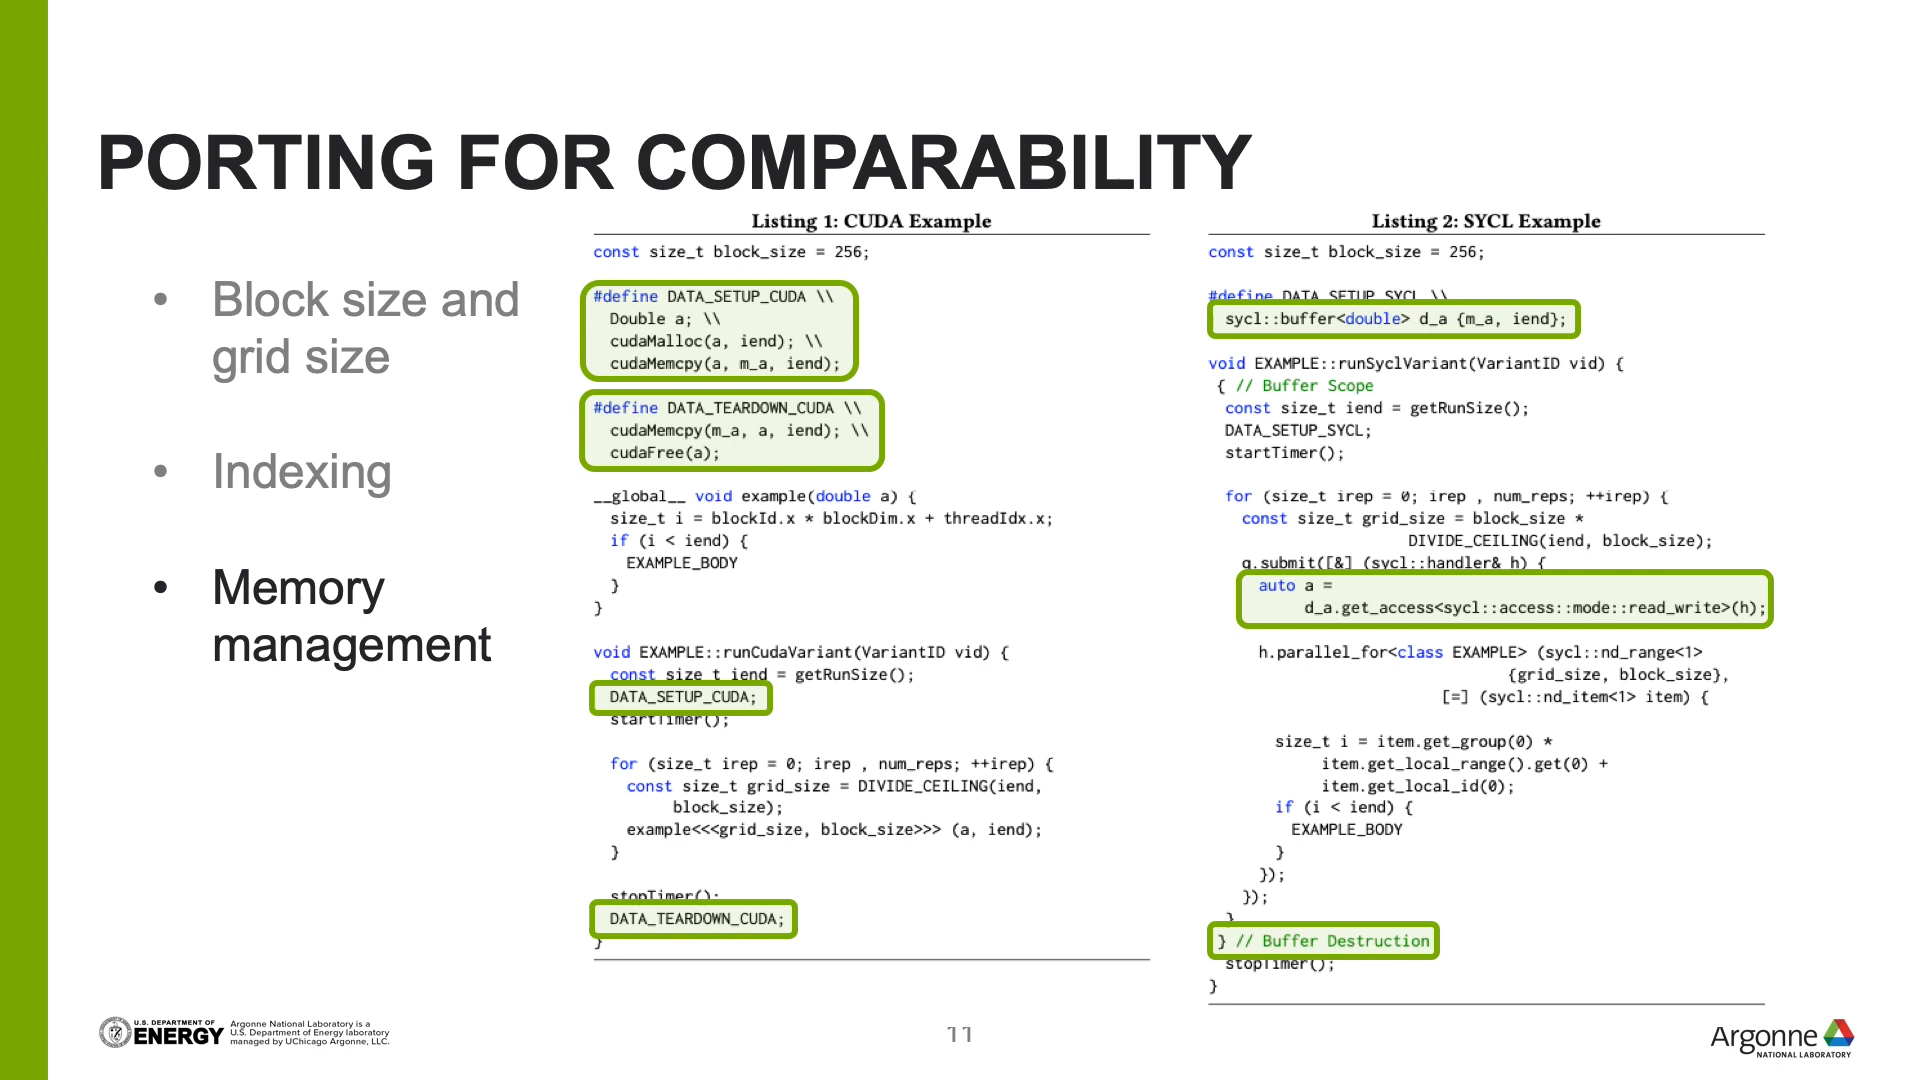 PORTING FOR COMPARABILITY
• Block size and
grid size
• Indexing
• Memory
management
Listing 1: CUDA Example
const size_t block_size = 256;
#define DATA_SETUP_CUDA \\
Double a; \\
cudaMalloc(a, iend); \\
cudaMemcpy(a, m_a, iend);
#define DATA_TEARDOWN_CUDA \\
cudaMemcpy(m_a, a, iend); \\
cudaFree(a);
__global__ void example(double a) {
size_t i = blockId.x * blockDim.x + threadIdx.x;
if (i < iend) {
EXAMPLE_BODY
}
}
void EXAMPLE::runCudaVariant(VariantID vid) {
const size_t iend = getRunSize();
DATA_SETUP_CUDA;
startTimer();
for (size_t irep = 0; irep , num_reps; ++irep) {
const size_t grid_size = DIVIDE_CEILING(iend,
block_size);
example<<<grid_size, block_size>>> (a, iend);
}
stopTimer();
DATA_TEARDOWN_CUDA;
}
Listing 2: SYCL Example
const size_t block_size = 256;
#define DATA_SETUP_SYCL \\
sycl::buffer<double> d_a {m_a, iend};
void EXAMPLE::runSyclVariant(VariantID vid) {
{ // Buffer Scope
const size_t iend = getRunSize();
DATA_SETUP_SYCL;
startTimer();
for (size_t irep = 0; irep , num_reps; ++irep) {
const size_t grid_size = block_size *
DIVIDE_CEILING(iend, block_size);
q.submit([&] (sycl::handler& h) {
auto a =
d_a.get_access<sycl::access::mode::read_write>(h);
h.parallel_for<class EXAMPLE> (sycl::nd_range<1>
{grid_size, block_size},
[=] (sycl::nd_item<1> item) {
size_t i = item.get_group(0) *
item.get_local_range().get(0) +
item.get_local_id(0);
if (i < iend) {
EXAMPLE_BODY
}
});
});
}
} // Buffer Destruction
stopTimer();
}
U.S. DEPARTMENT OF
ENERGY
Argonne National Laboratory is a
U.S. Department of Energy laboratory
managed by UChicago Argonne, LLC.
11
Argonne
NATIONAL LABORATORY